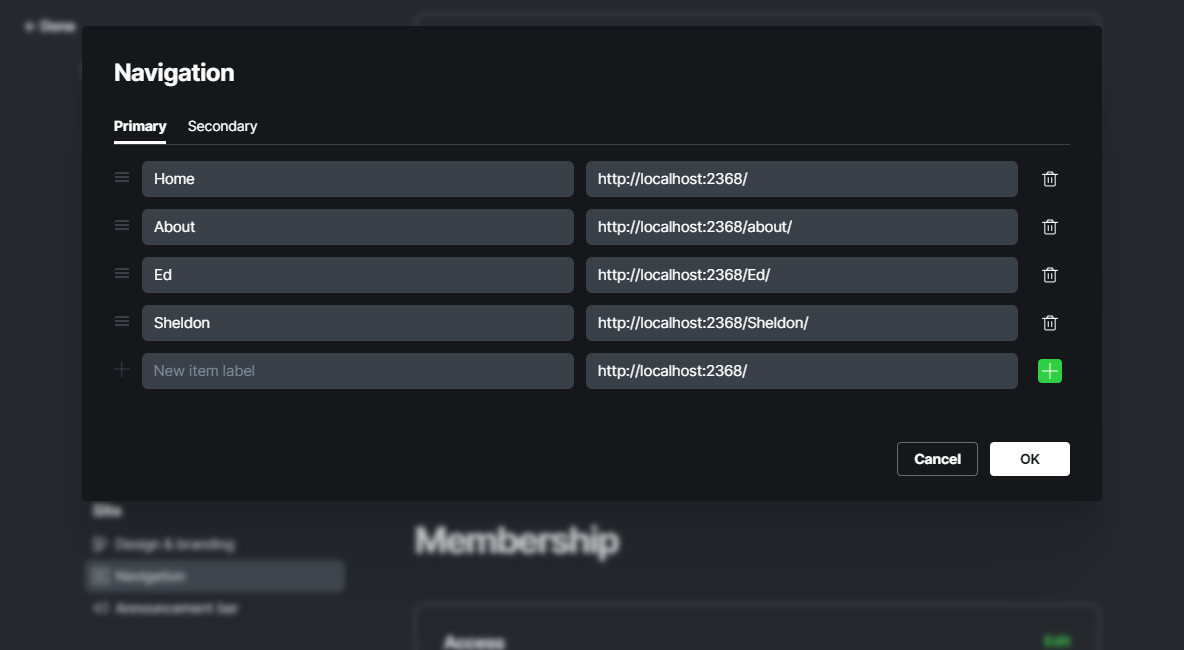 Done
Navigation
Primary Secondary
Home http://localhost:2368/
About http://localhost:2368/about/
Ed http://localhost:2368/Ed/
Sheldon http://localhost:2368/Sheldon/
New item label http://localhost:2368/
Cancel OK
Site
Membership
Design & branding
Navigation
Announcement bar
Access Edit